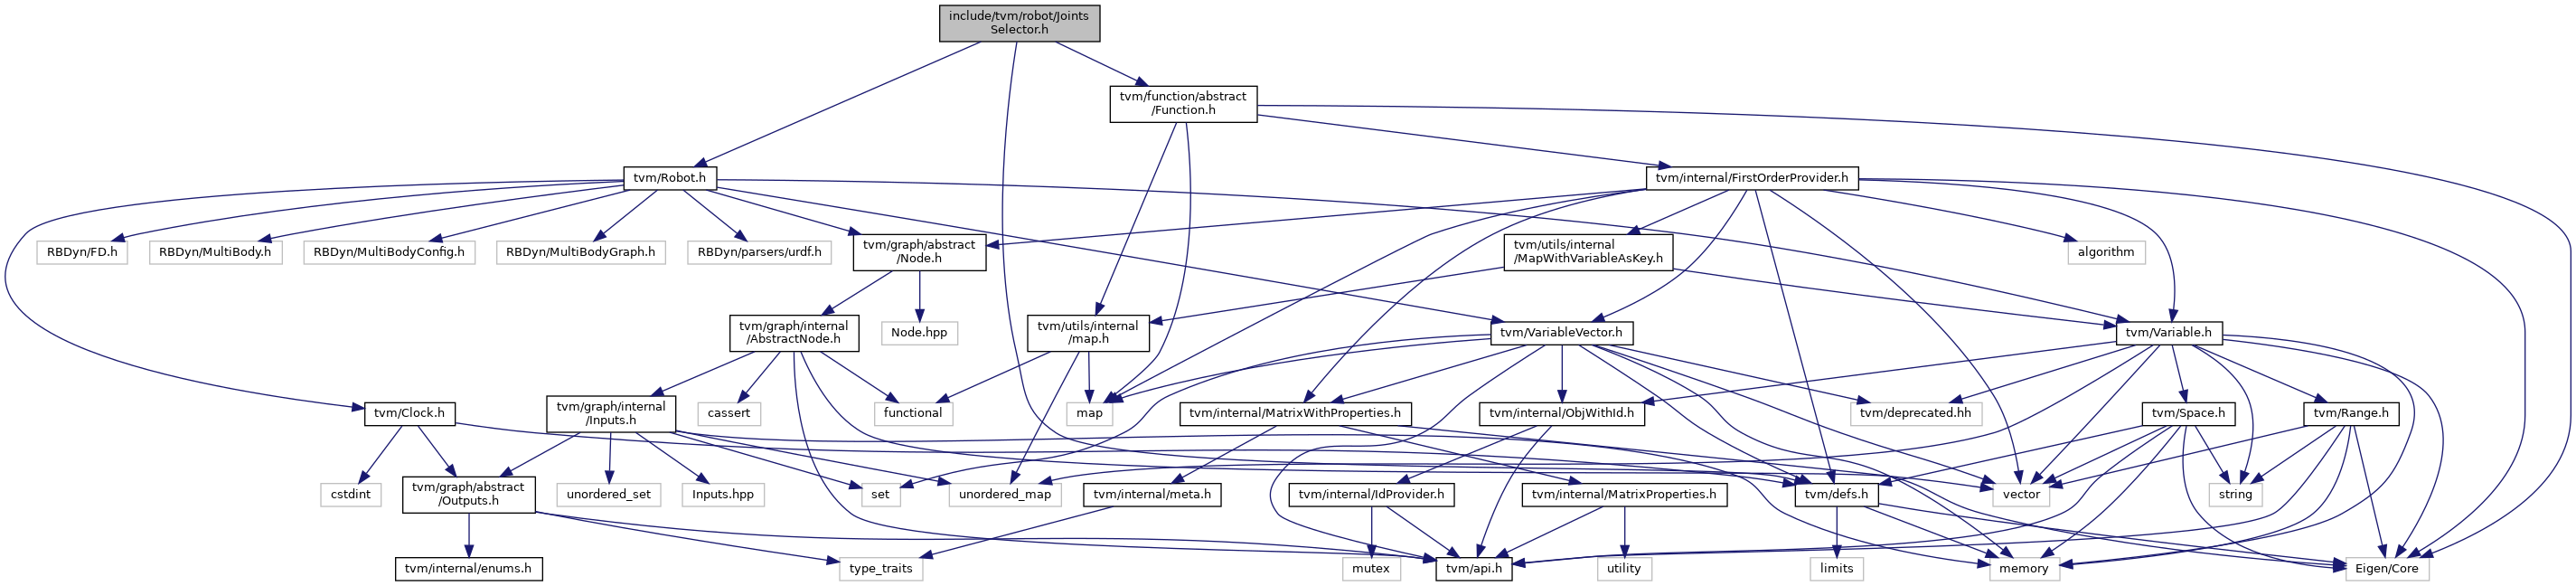 include/tvm/robot/Joints
Selector.h
tvm/function/abstract
/Function.h
tvm/Robot.h
tvm/internal/FirstOrderProvider.h
RBDyn/FD.h
RBDyn/MultiBody.h
RBDyn/MultiBodyConfig.h
RBDyn/MultiBodyGraph.h
RBDyn/parsers/urdf.h
tvm/graph/abstract
/Node.h
tvm/utils/internal
/MapWithVariableAsKey.h
algorithm
tvm/graph/internal
/AbstractNode.h
Node.hpp
tvm/utils/internal
/map.h
tvm/VariableVector.h
tvm/Variable.h
tvm/Clock.h
tvm/graph/internal
/Inputs.h
cassert
functional
map
tvm/internal/MatrixWithProperties.h
tvm/internal/ObjWithId.h
tvm/deprecated.hh
tvm/Space.h
tvm/Range.h
cstdint
tvm/graph/abstract
/Outputs.h
unordered_set
Inputs.hpp
set
unordered_map
tvm/internal/meta.h
tvm/internal/IdProvider.h
tvm/internal/MatrixProperties.h
tvm/defs.h
vector
string
tvm/internal/enums.h
type_traits
mutex
tvm/api.h
utility
limits
memory
Eigen/Core